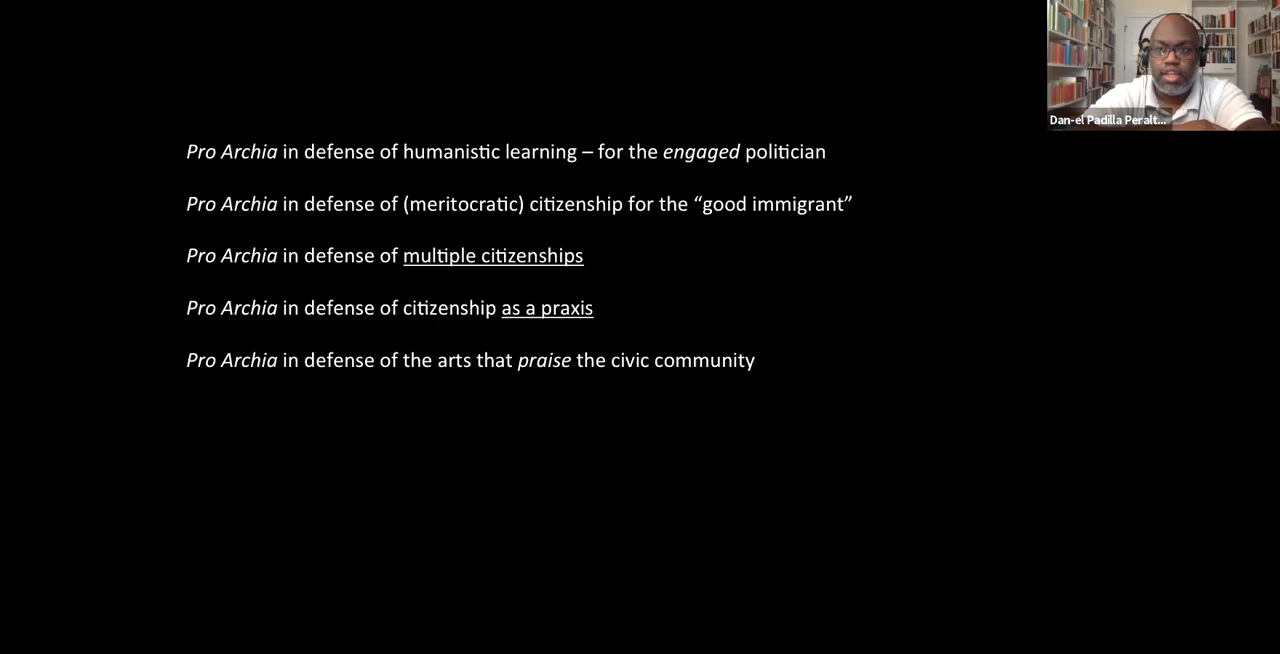 Pro Archia in defense of humanistic learning – for the engaged politician
Pro Archia in defense of (meritocratic) citizenship for the “good immigrant”
Pro Archia in defense of multiple citizenships
Pro Archia in defense of citizenship as a praxis
Pro Archia in defense of the arts that praise the civic community
Dan-el Padilla Peralt...